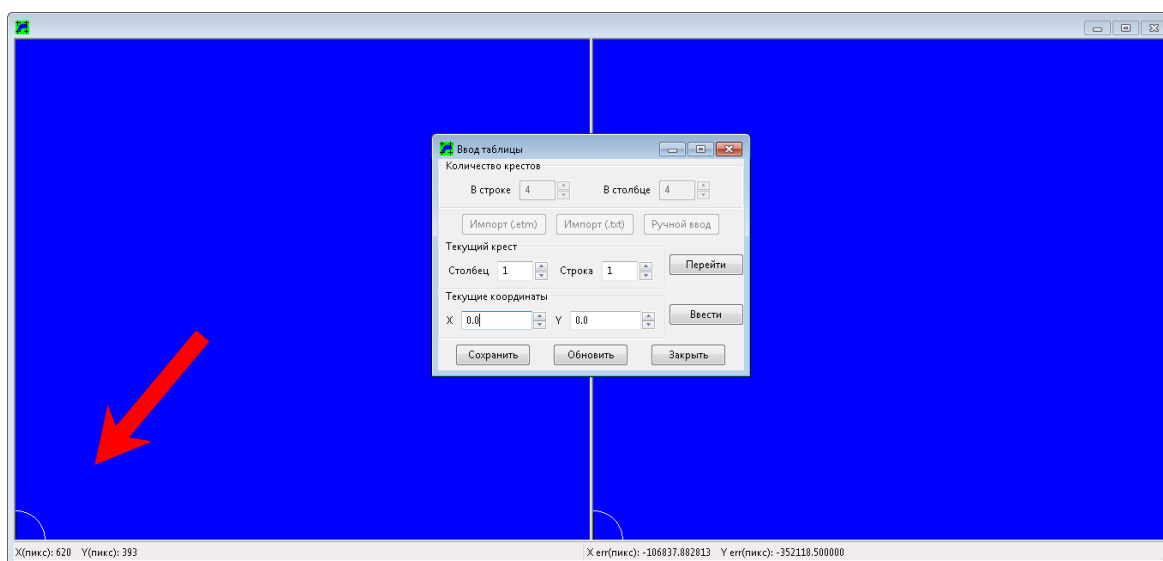 Ввод таблицы
Количество крестов
В строке 4 В столбце 4
Импорт (.etm) Импорт (.txt) Ручной ввод
Текущий крест
Столбец 1 Строка 1 Перейти
Текущие координаты
X 0.0 Y 0.0 Ввести
Сохранить Обновить Закрыть
X(пикс): 620 Y(пикс): 393 X err(пикс): -106837.882813 Y err(пикс): -352118.500000